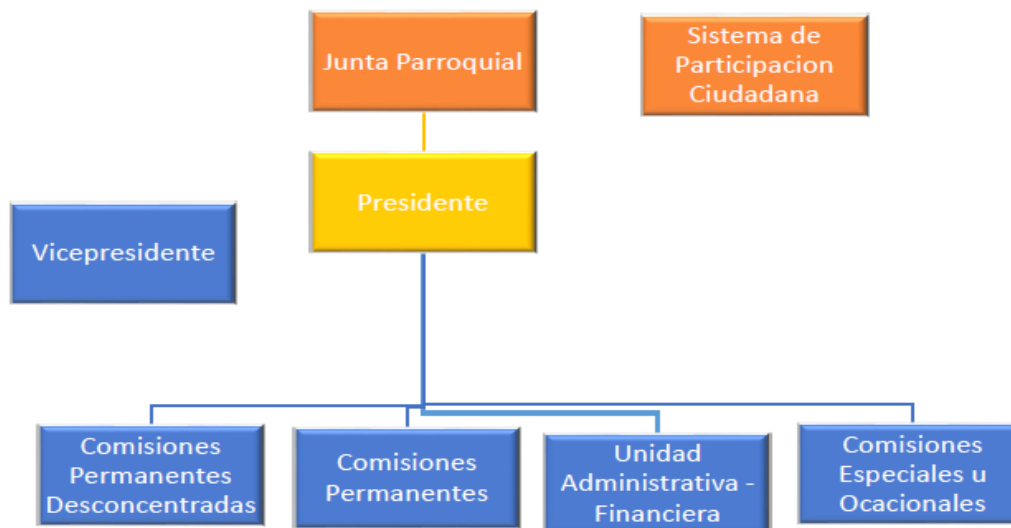 Junta Parroquial
Sistema de
Participacion
Ciudadana
Presidente
Vicepresidente
Comisiones
Permanentes
Desconcentradas
Comisiones
Permanentes
Unidad
Administrativa -
Financiera
Comisiones
Especiales u
Ocacionales